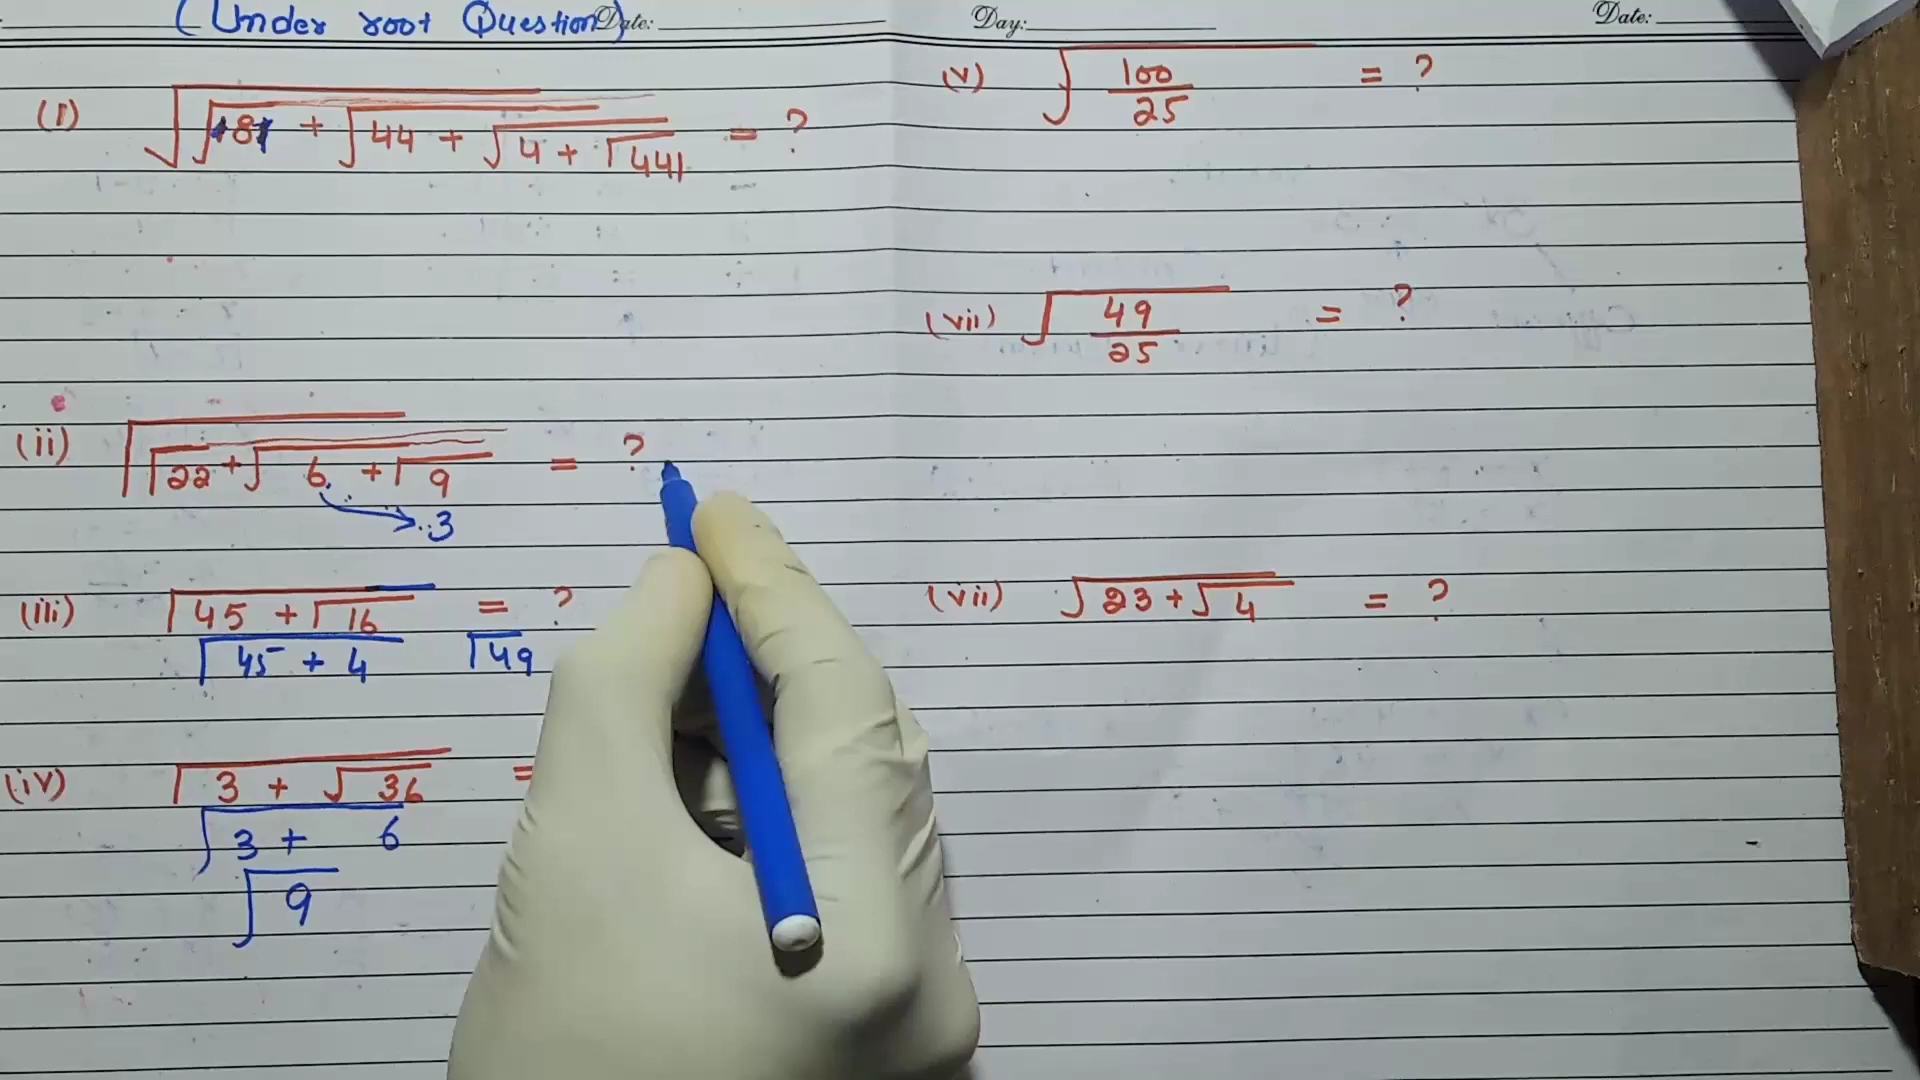 (Under root Question) Date:
(I) √√181 + √44 + √4 + √441 = ?
(ii) √√22 + √6 + √9 = ?
3
(iii) √45 + √16 = ?
√45 + 4 √49
(iv) √3 + √36 =
√3 + 6
√9
Day: Date:
(v) √100/25 = ?
(vii) √49/25 = ?
(vii) √23 + √4 = ?